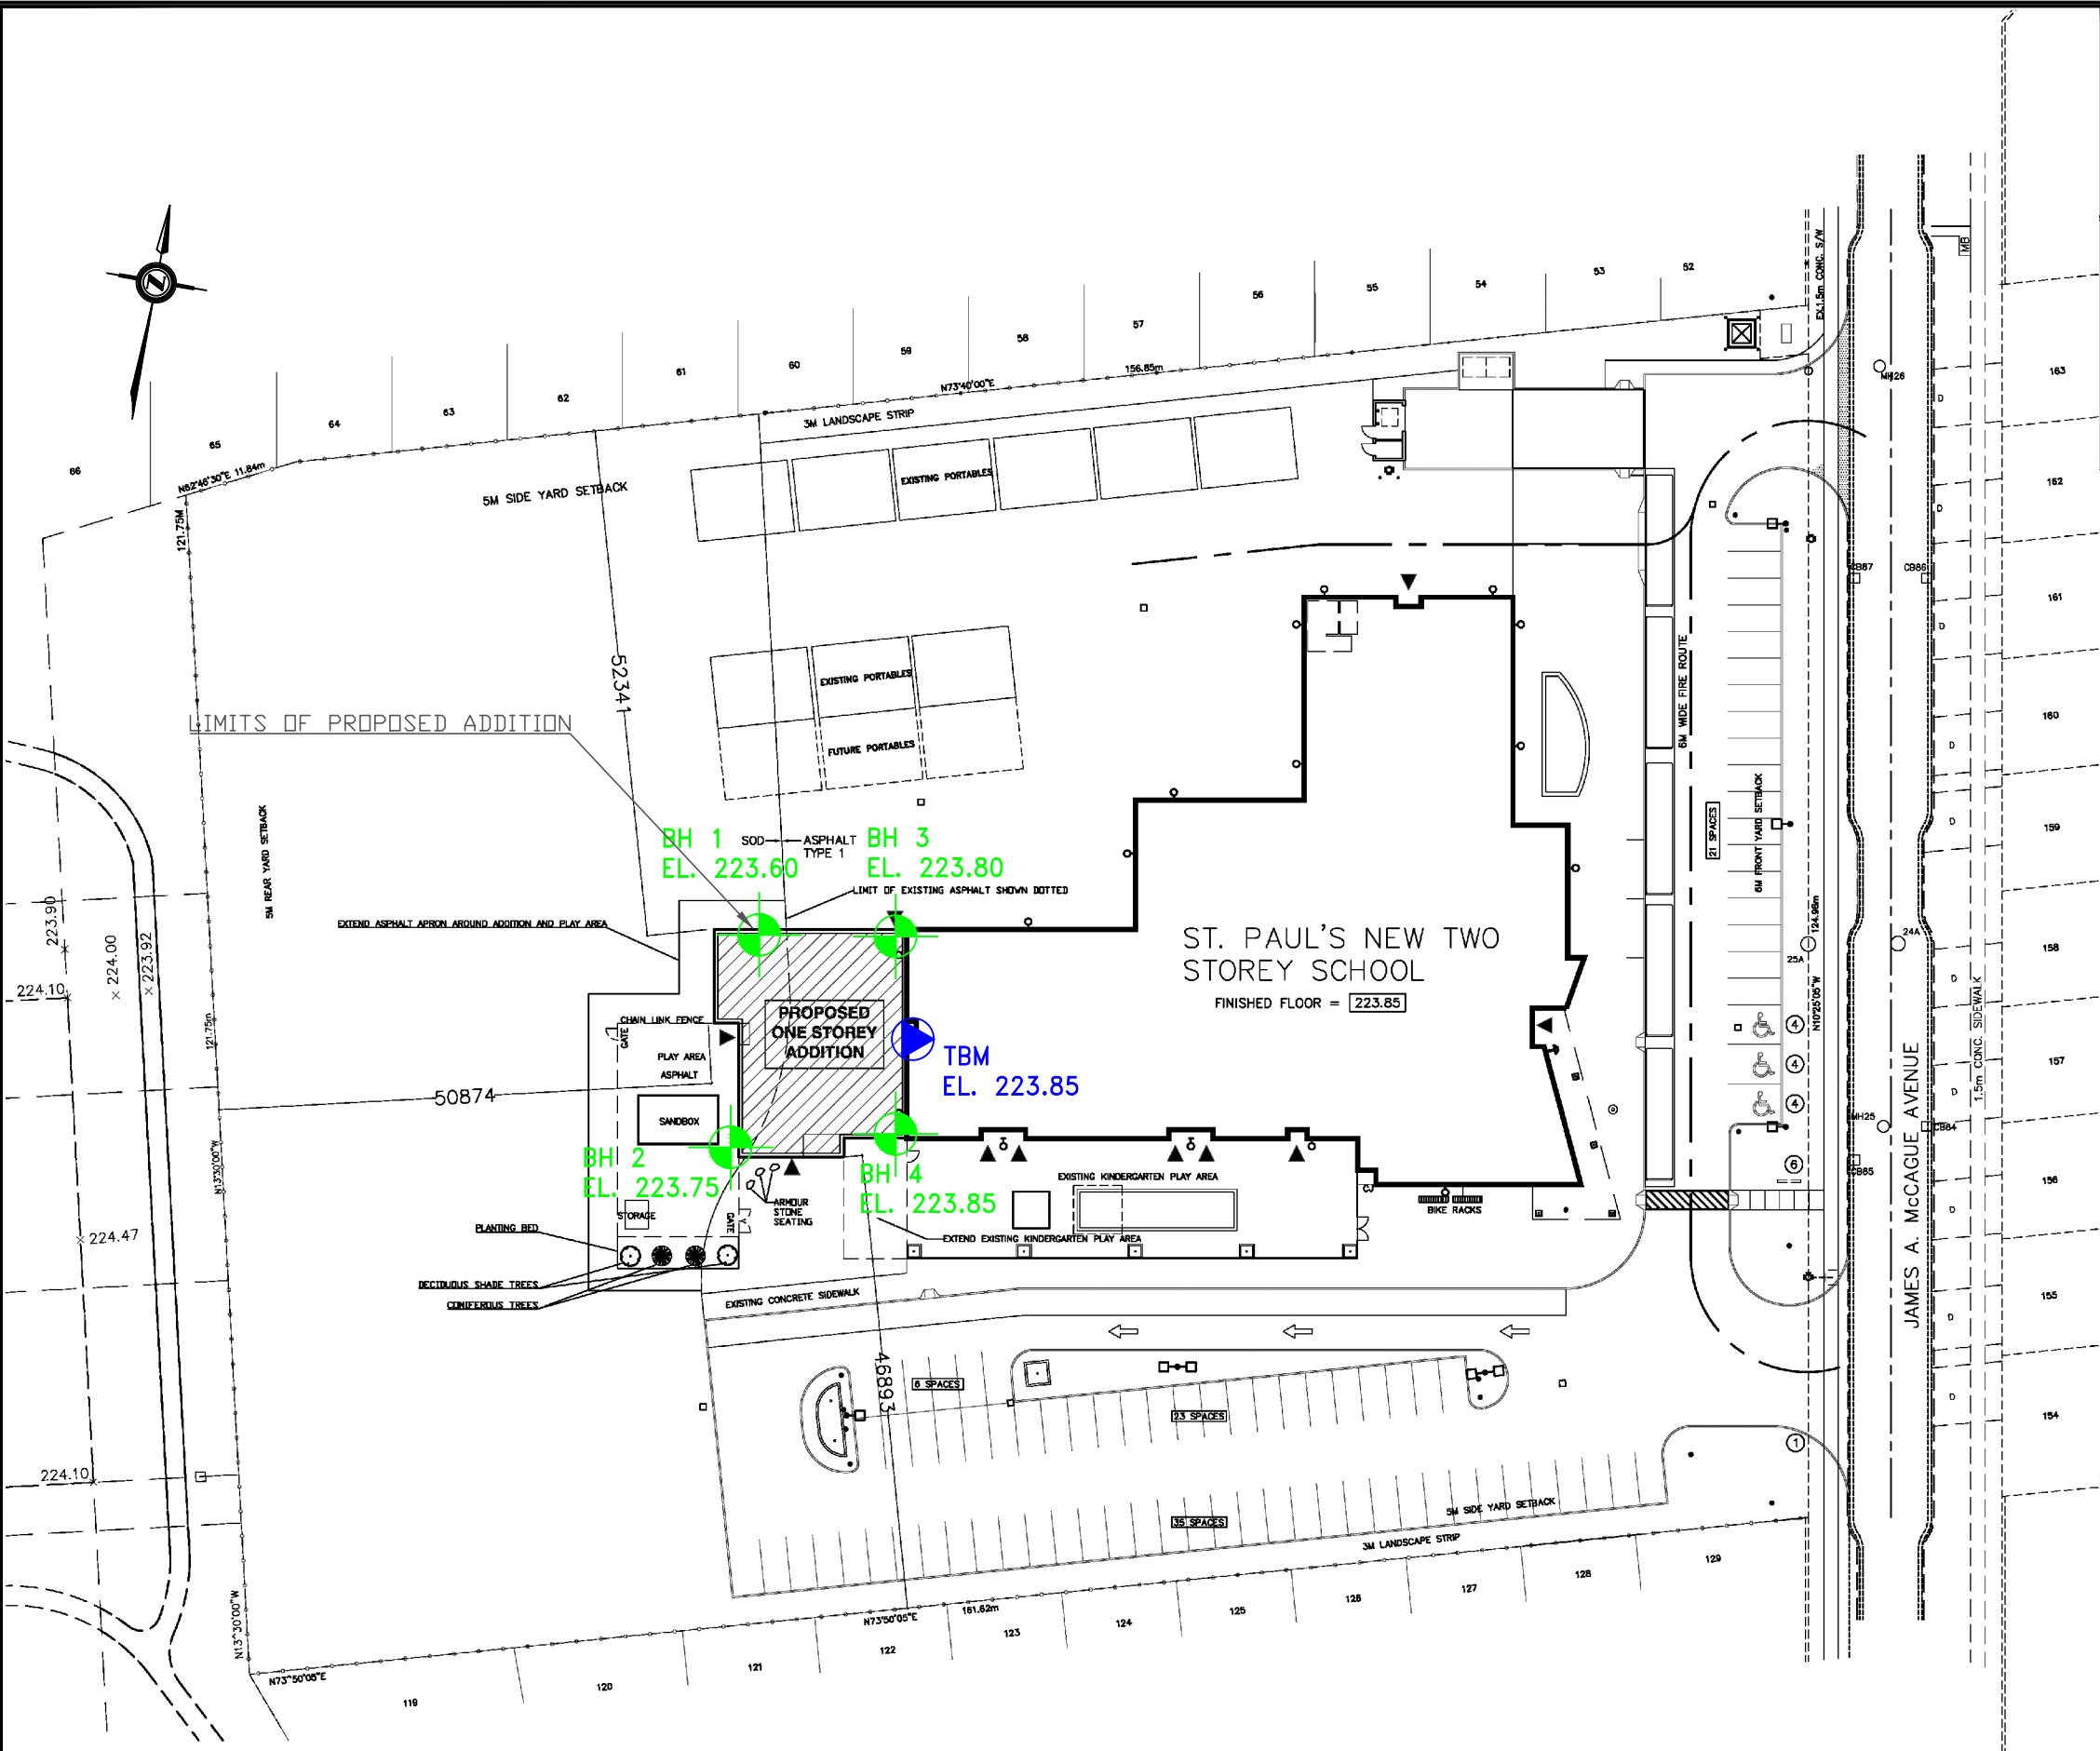 EX.1.5m CONC. S/W
MB
52
53
54
55
56
57
58
59
60
61
62
63
64
65
66
163
MH26
156.85m
N73°40'00"E
3M LANDSCAPE STRIP
N62°46'30"E 11.84m
121.75M
5M SIDE YARD SETBACK
EXISTING PORTABLES
162
D
D
CB87
CB86
161
D
52341
EXISTING PORTABLES
FUTURE PORTABLES
6M WIDE FIRE ROUTE
LIMITS OF PROPOSED ADDITION
160
D
D
21 SPACES
6M FRONT YARD SETBACK
159
D
5M REAR YARD SETBACK
BH 1
EL. 223.60
SOD
ASPHALT
TYPE 1
BH 3
EL. 223.80
LIMIT OF EXISTING ASPHALT SHOWN DOTTED
EXTEND ASPHALT APRON AROUND ADDITION AND PLAY AREA
223.90
224.00
223.92
224.10
ST. PAUL'S NEW TWO
STOREY SCHOOL
FINISHED FLOOR = 223.85
124.98m
25A
24A
N10°25'05"W
158
D
D
1.5m CONC. SIDEWALK
121.75m
CHAIN LINK FENCE
GATE
PLAY AREA
ASPHALT
PROPOSED
ONE STOREY
ADDITION
TBM
EL. 223.85
4
4
4
157
D
50874
SANDBOX
MH25
CB84
CB85
JAMES A. McCAGUE AVENUE
BH 2
EL. 223.75
BH 4
EL. 223.85
N13°30'00"W
EXISTING KINDERGARTEN PLAY AREA
BIKE RACKS
6
156
D
D
ARMOUR
STONE
SEATING
STORAGE
GATE
PLANTING BED
224.47
EXTEND EXISTING KINDERGARTEN PLAY AREA
DECIDUOUS SHADE TREES
CONIFEROUS TREES
EXISTING CONCRETE SIDEWALK
155
D
46893
6 SPACES
23 SPACES
154
D
1
224.10
5M SIDE YARD SETBACK
35 SPACES
3M LANDSCAPE STRIP
129
128
127
126
125
124
123
122
121
120
119
161.62m
N73°50'05"E
N13°30'00"W
N73°50'05"E